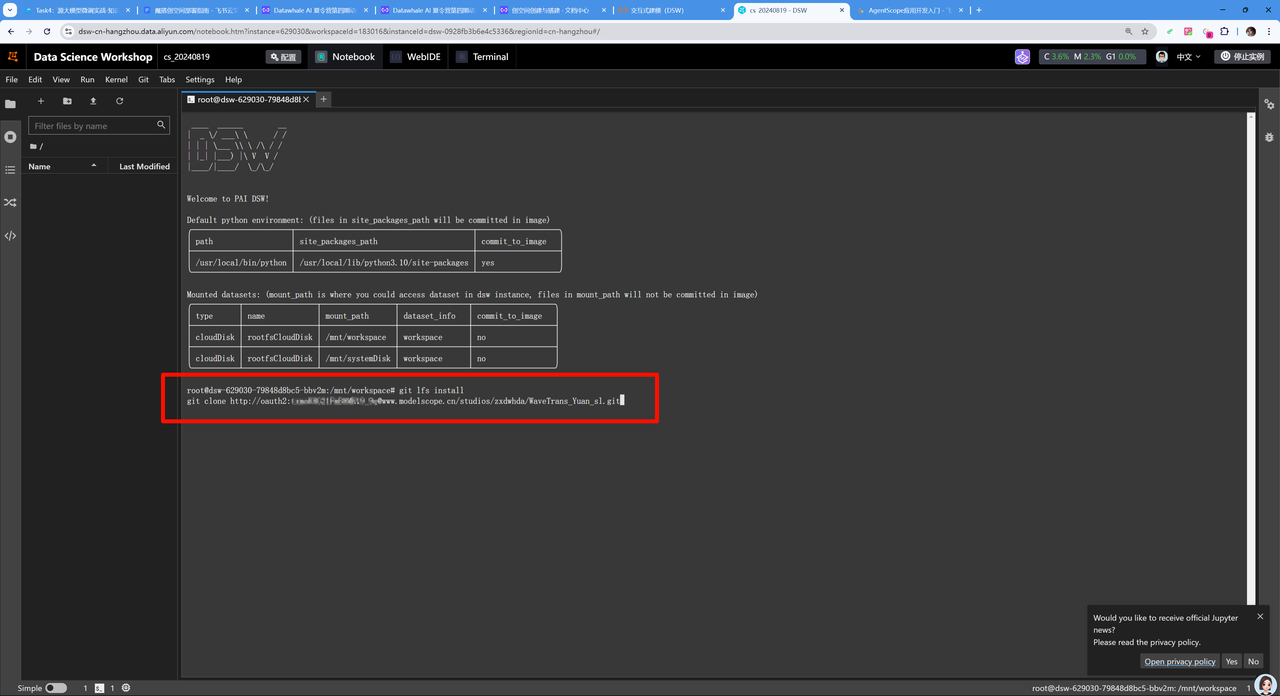 Task4：源大模型微调实战-知
魔搭创空间部署指南 - 飞书云
Datawhale AI 夏令营第四期
Datawhale AI 夏令营第四期
创空间创建与搭建 · 文档中心
交互式建模（DSW）
cs_20240819 - DSW
AgentScope应用开发入门 -
dsw-cn-hangzhou.data.aliyun.com/notebook.htm?instance=629030&workspaceId=183016&instanceId=dsw-0928fb3b6e4c5336&regionId=cn-hangzhou#/
Data Science Workshop
cs_20240819
配置
Notebook
WebIDE
Terminal
C 3.6% M 2.3% G1 0.0%
中文
停止实例
File Edit View Run Kernel Git Tabs Settings Help
root@dsw-629030-79848d8b
Filter files by name
/
Name
Last Modified
Welcome to PAI DSW!
Default python environment: (files in site_packages_path will be committed in image)
path site_packages_path commit_to_image
/usr/local/bin/python /usr/local/lib/python3.10/site-packages yes
Mounted datasets: (mount_path is where you could access dataset in dsw instance, files in mount_path will not be committed in image)
type name mount_path dataset_info commit_to_image
cloudDisk rootfsCloudDisk /mnt/workspace workspace no
cloudDisk rootfsCloudDisk /mnt/systemDisk workspace no
root@dsw-629030-79848d8bc5-bbv2m:/mnt/workspace# git lfs install
git clone http://oauth2: @www.modelscope.cn/studios/zxdwhda/WaveTrans_Yuan_sl.git
Would you like to receive official Jupyter
news?
Please read the privacy policy.
Open privacy policy
Yes
No
Simple
1
1
root@dsw-629030-79848d8bc5-bbv2m: /mnt/workspace
1